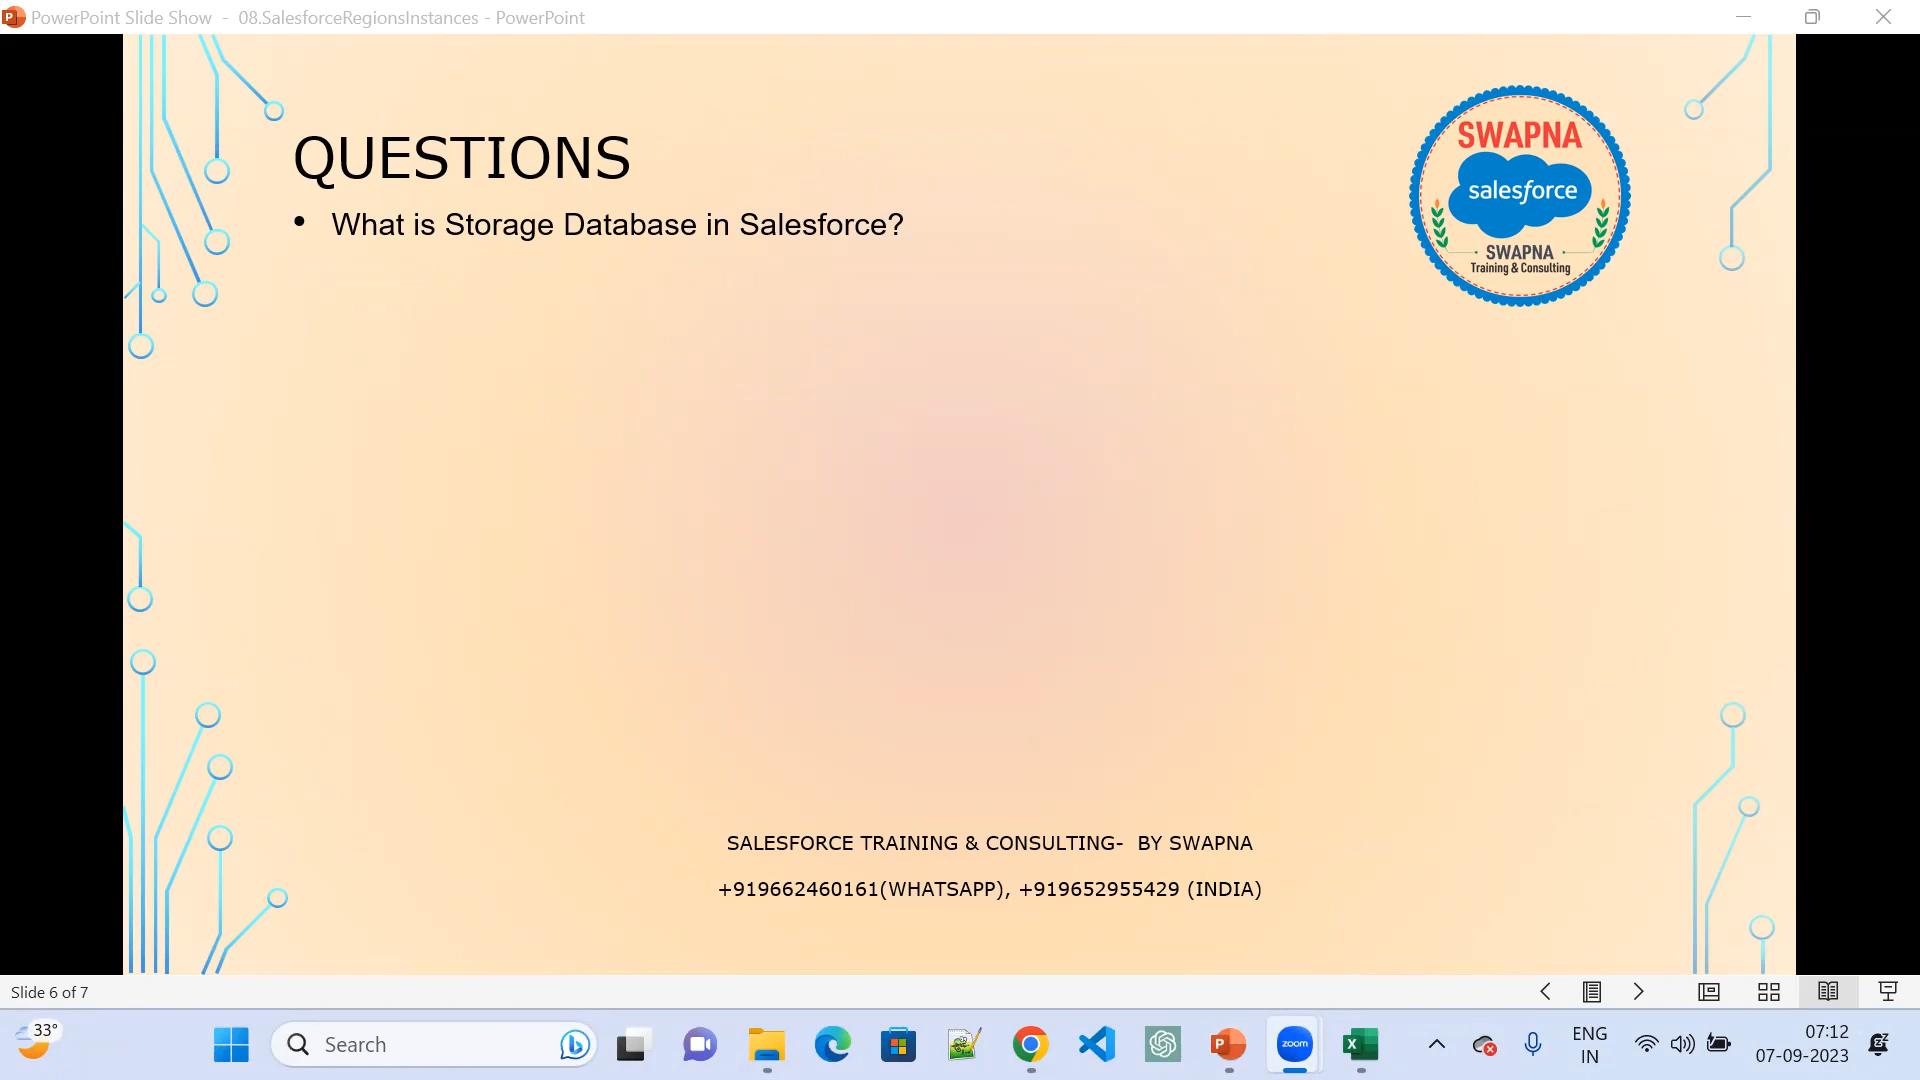 PowerPoint Slide Show - 08.SalesforceRegionsInstances - PowerPoint
QUESTIONS
• What is Storage Database in Salesforce?
SWAPNA
salesforce
SWAPNA
Training & Consulting
SALESFORCE TRAINING & CONSULTING- BY SWAPNA
+919662460161(WHATSAPP), +919652955429 (INDIA)
Slide 6 of 7
33°
Search
zoom
ENG
IN
07:12
07-09-2023